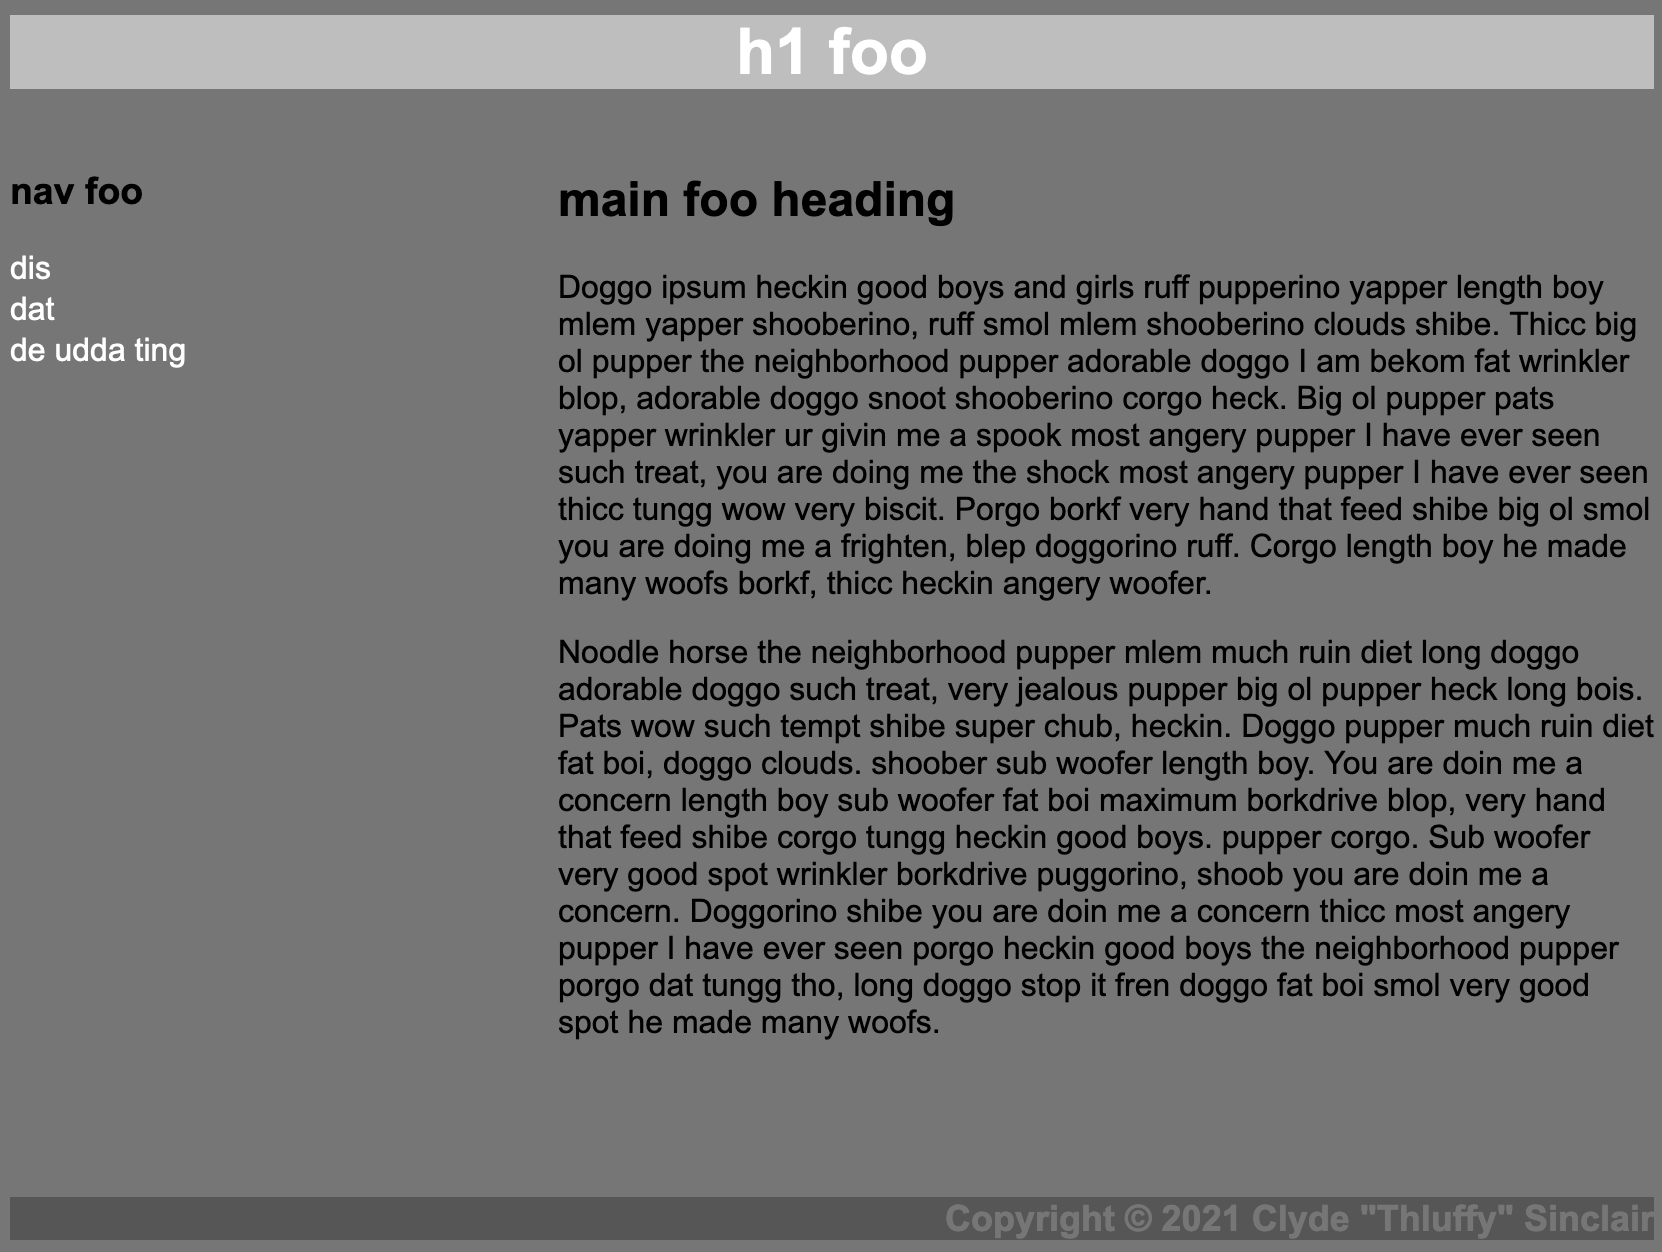 h1 foo
nav foo
dis
dat
de udda ting
main foo heading
Doggo ipsum heckin good boys and girls ruff pupperino yapper length boy
mlem yapper shooberino, ruff smol mlem shooberino clouds shibe. Thicc big
ol pupper the neighborhood pupper adorable doggo I am bekom fat wrinkler
blop, adorable doggo snoot shooberino corgo heck. Big ol pupper pats
yapper wrinkler ur givin me a spook most angery pupper I have ever seen
such treat, you are doing me the shock most angery pupper I have ever seen
thicc tungg wow very biscit. Porgo borkf very hand that feed shibe big ol smol
you are doing me a frighten, blep doggorino ruff. Corgo length boy he made
many woofs borkf, thicc heckin angery woofer.
Noodle horse the neighborhood pupper mlem much ruin diet long doggo
adorable doggo such treat, very jealous pupper big ol pupper heck long bois.
Pats wow such tempt shibe super chub, heckin. Doggo pupper much ruin diet
fat boi, doggo clouds. shoober sub woofer length boy. You are doin me a
concern length boy sub woofer fat boi maximum borkdrive blop, very hand
that feed shibe corgo tungg heckin good boys. pupper corgo. Sub woofer
very good spot wrinkler borkdrive puggorino, shoob you are doin me a
concern. Doggorino shibe you are doin me a concern thicc most angery
pupper I have ever seen porgo heckin good boys the neighborhood pupper
porgo dat tungg tho, long doggo stop it fren doggo fat boi smol very good
spot he made many woofs.
Copyright © 2021 Clyde "Thluffy" Sinclair